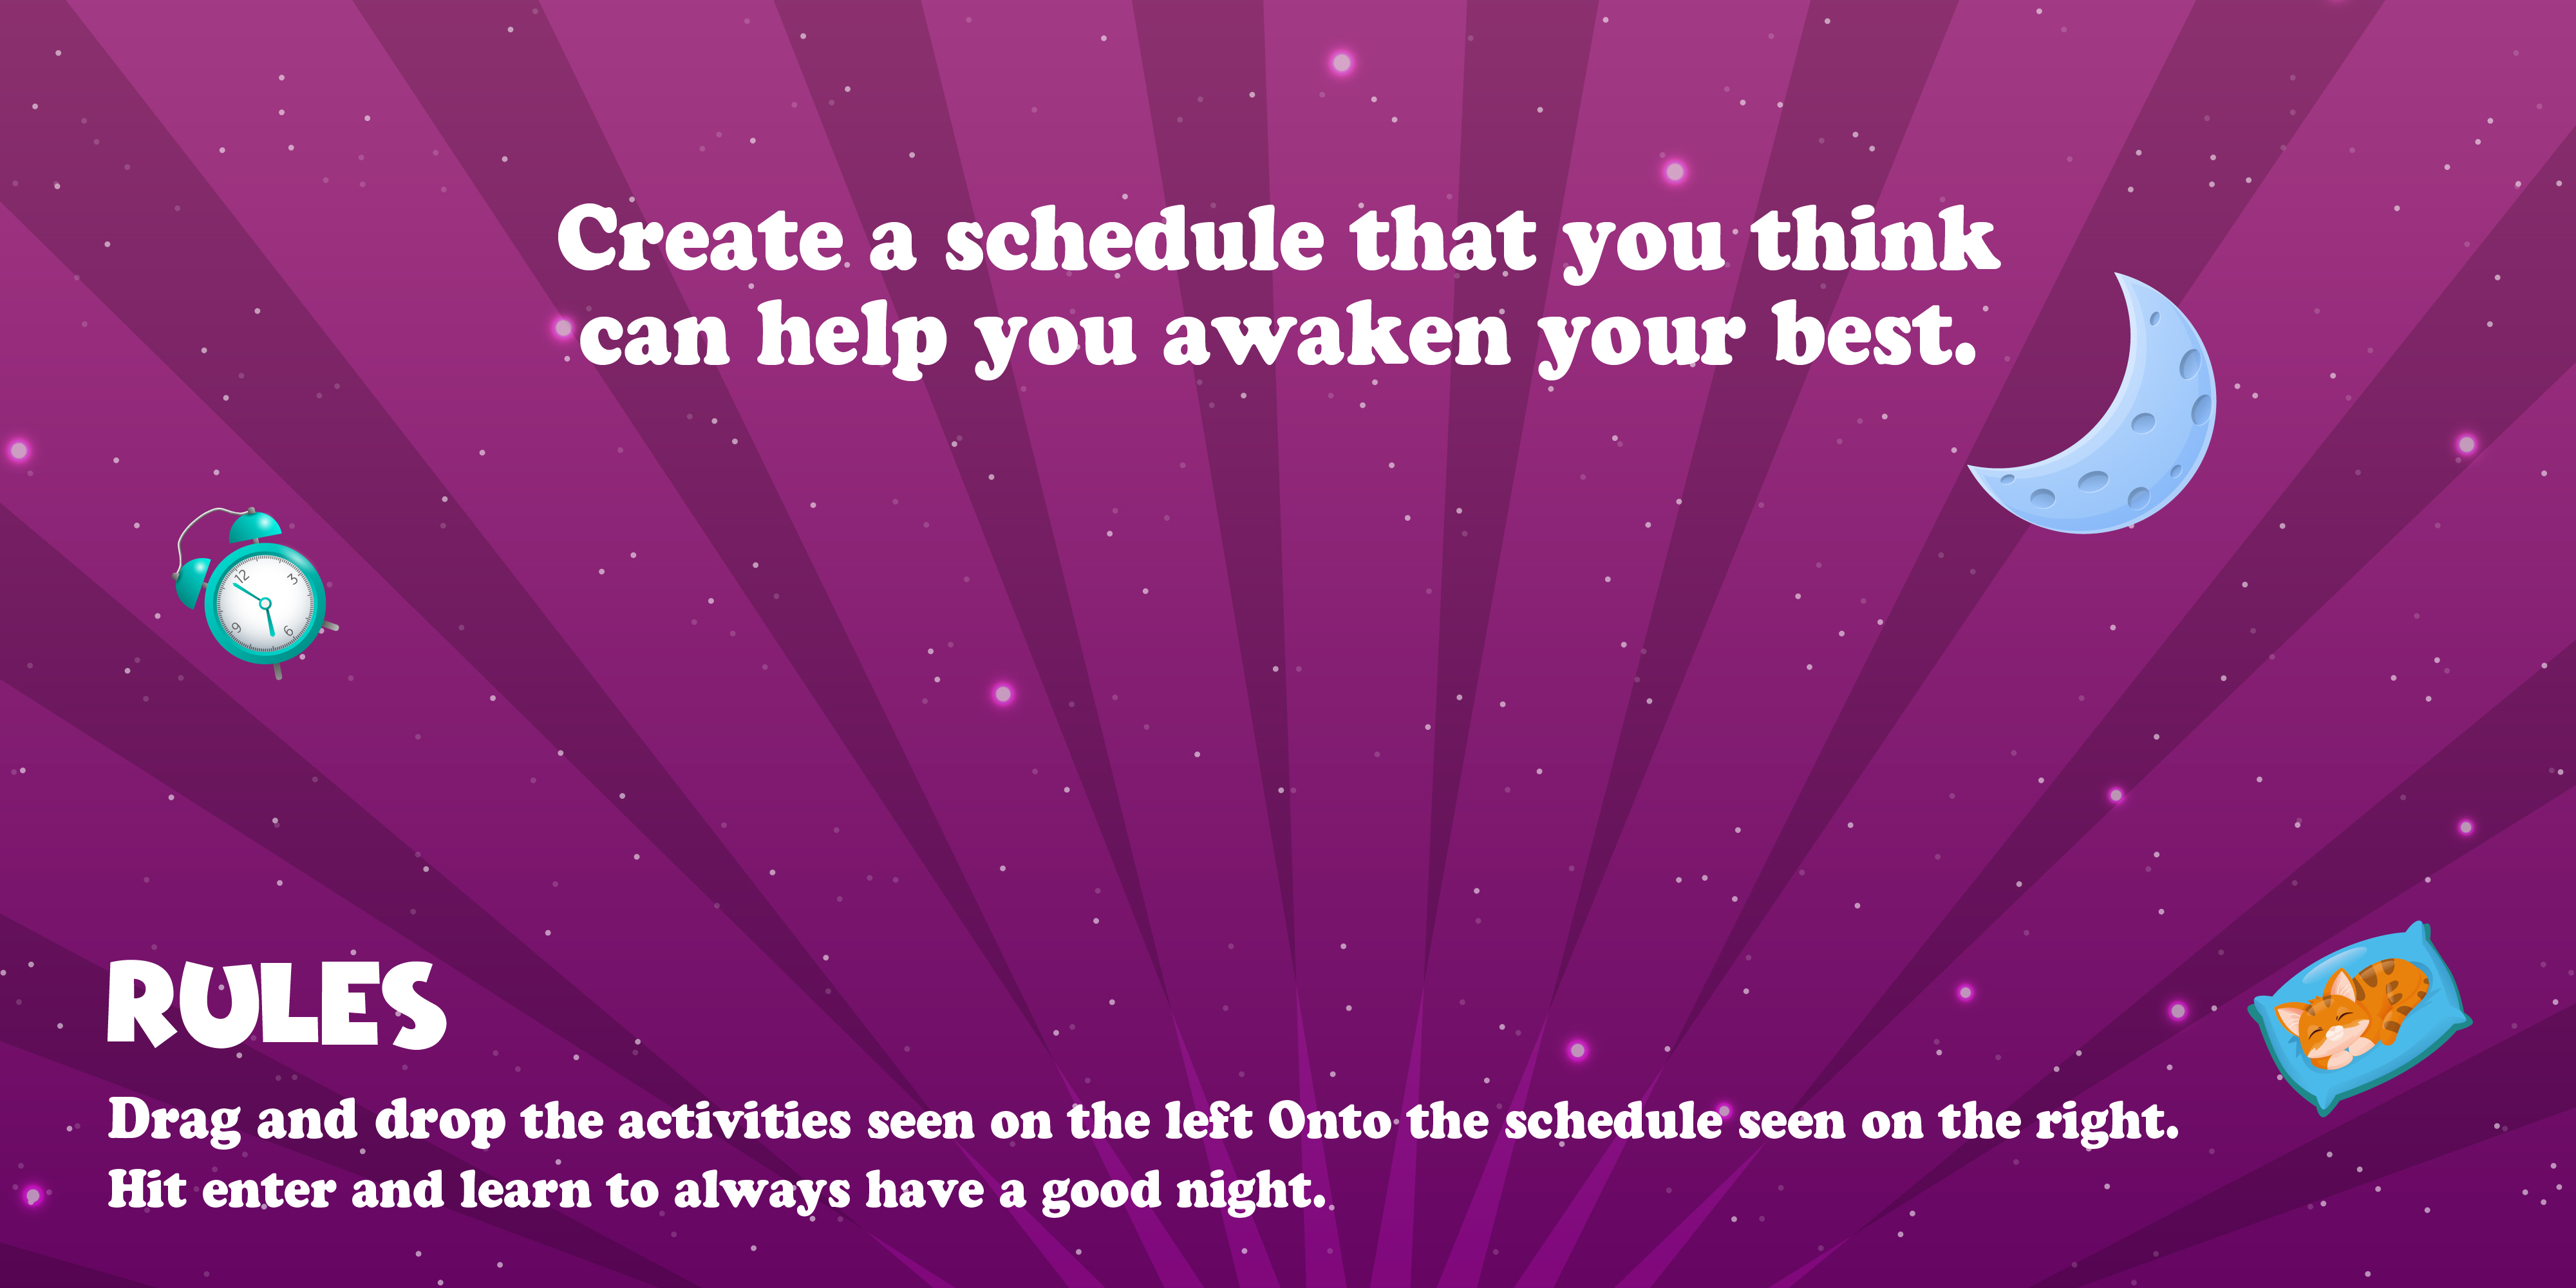 Create a schedule that you think
can help you awaken your best.
12
3
9
6
RULES
Drag and drop the activities seen on the left Onto the schedule seen on the right.
Hit enter and learn to always have a good night.